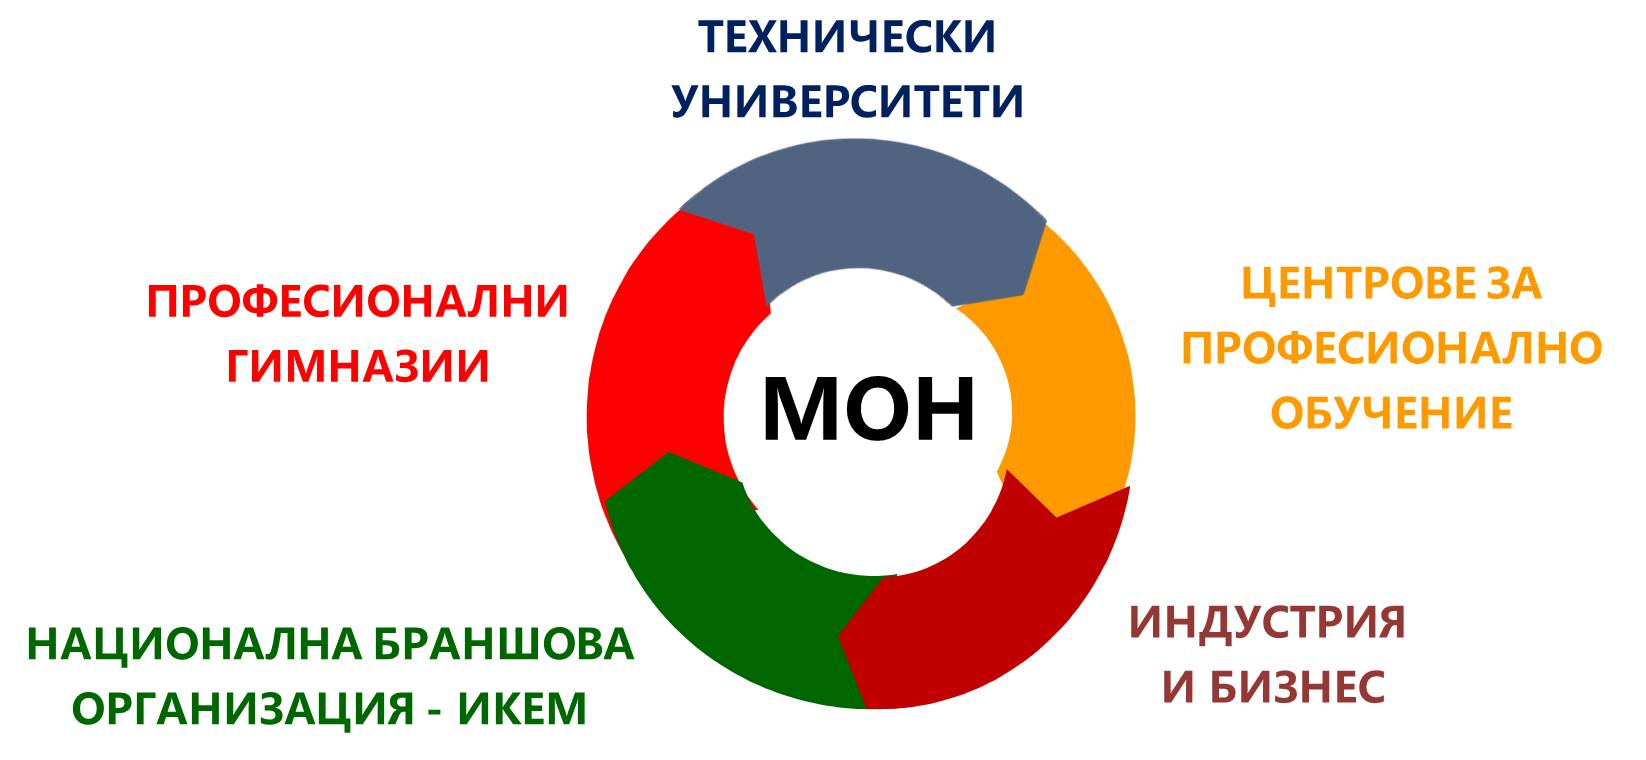 ТЕХНИЧЕСКИ
УНИВЕРСИТЕТИ
ЦЕНТРОВЕ ЗА
ПРОФЕСИОНАЛНО
ОБУЧЕНИЕ
ПРОФЕСИОНАЛНИ
ГИМНАЗИИ
МОН
ИНДУСТРИЯ
И БИЗНЕС
НАЦИОНАЛНА БРАНШОВА
ОРГАНИЗАЦИЯ - ИКЕМ